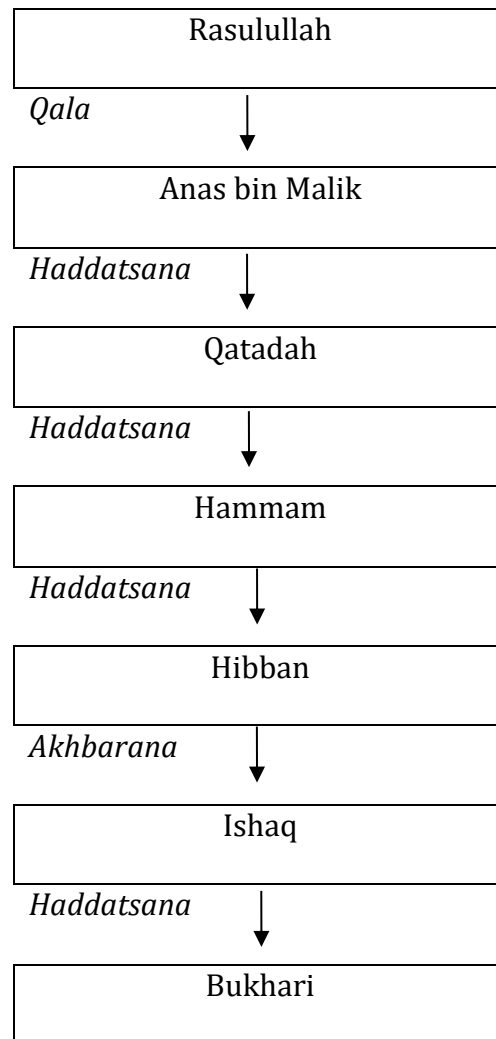 Rasulullah
Qala
Anas bin Malik
Haddatsana
Qatadah
Haddatsana
Hammam
Haddatsana
Hibban
Akhbarana
Ishaq
Haddatsana
Bukhari